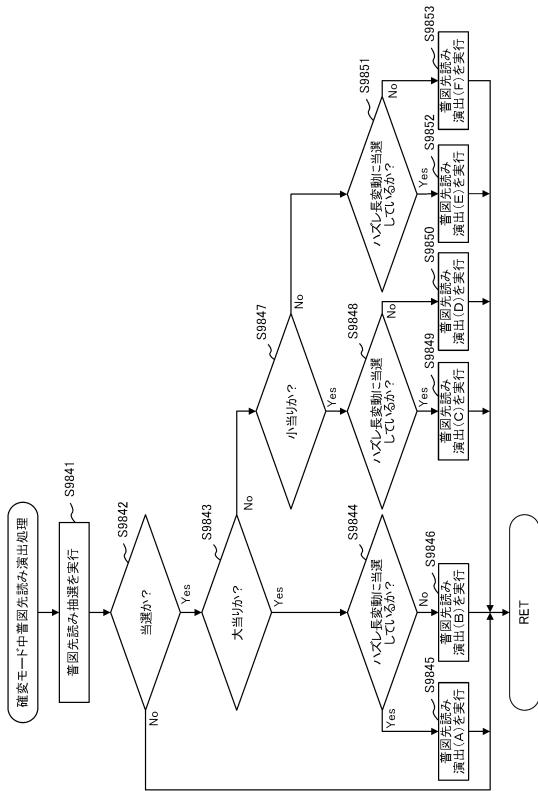 確変モード中普図先読み演出処理
S9841
普図先読み抽選を実行
S9842
当選か？
No
Yes
S9843
大当りか？
No
Yes
S9847
小当りか？
No
Yes
S9844
ハズレ長変動に当選
しているか？
Yes
No
S9848
ハズレ長変動に当選
しているか？
Yes
No
S9851
ハズレ長変動に当選
しているか？
Yes
No
S9845
普図先読み
演出(A)を実行
S9846
普図先読み
演出(B)を実行
S9849
普図先読み
演出(C)を実行
S9850
普図先読み
演出(D)を実行
S9852
普図先読み
演出(E)を実行
S9853
普図先読み
演出(F)を実行
RET